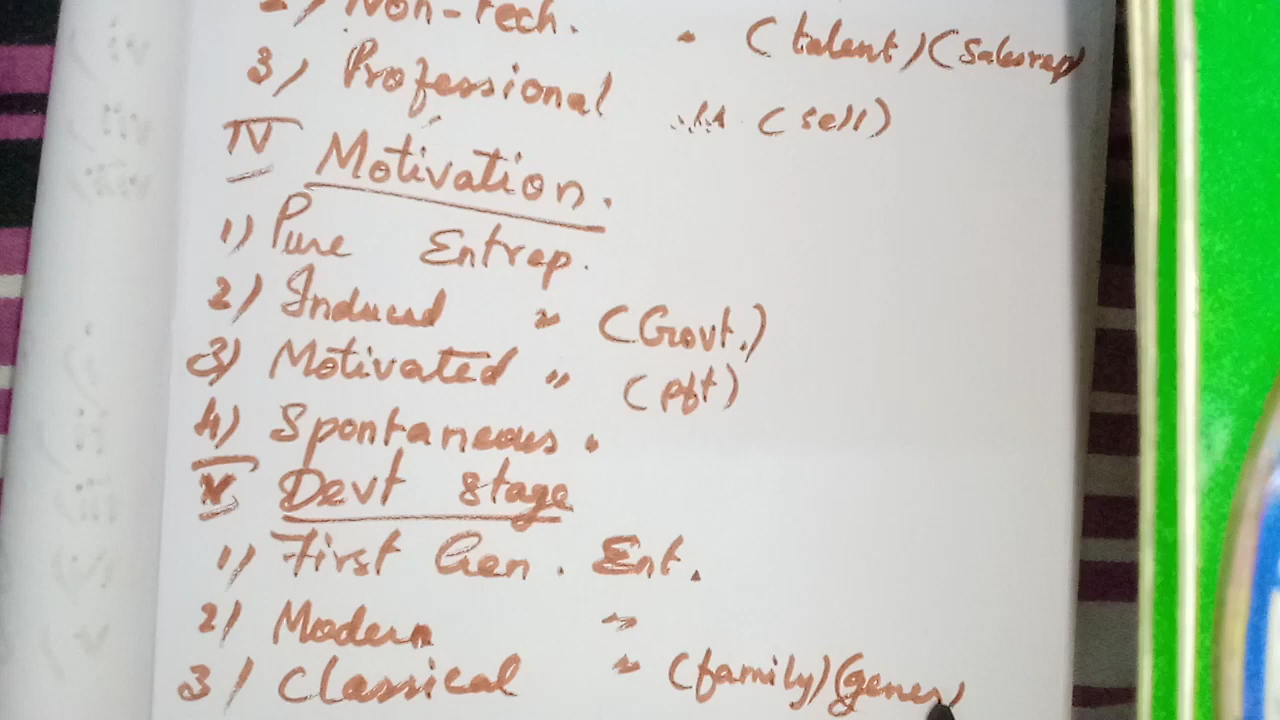 2) Non-Tech. " (talent) (Salesrep)
3) Professional " (sell)
IV Motivation.
1) Pure Entrep.
2) Induced " (Govt.)
3) Motivated " (Pft)
4) Spontaneous "
V Devt stage
1) First Gen. Ent.
2) Modern "
3) Classical " (family) (gener)